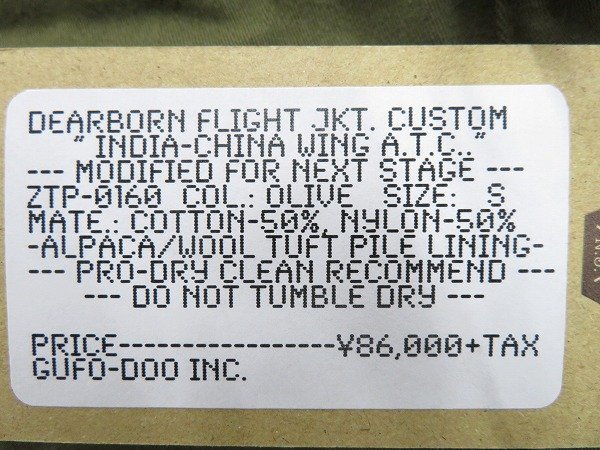 DEARBORN FLIGHT JKT. CUSTOM
" INDIA-CHINA WING A.T.C.."
--- MODIFIED FOR NEXT STAGE ---
ZTP-0160 COL.: OLIVE SIZE: S
MATE.: COTTON-50%, NYLON-50%
-ALPACA/WOOL TUFT PILE LINING-
--- PRO-DRY CLEAN RECOMMEND ---
--- DO NOT TUMBLE DRY ---
PRICE-----------------¥86,000+TAX
GUFO-DOO INC.